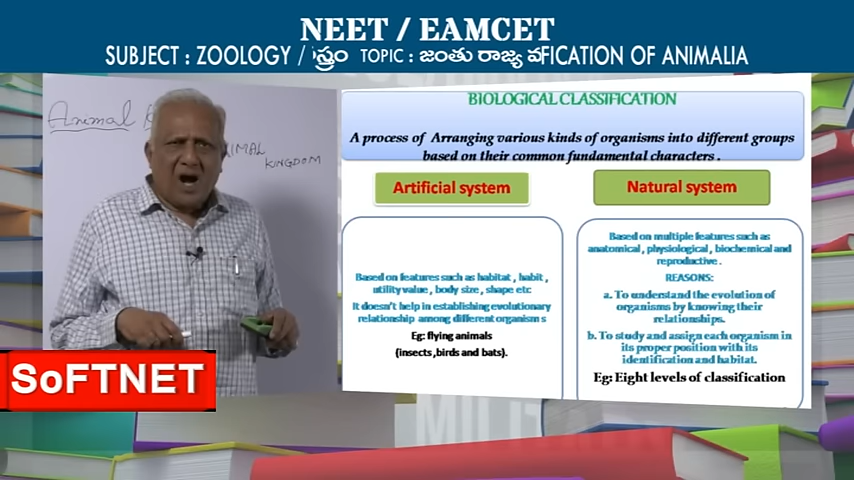 NEET / EAMCET
SUBJECT : ZOOLOGY / స్త్రం TOPIC : జంతు రాజ్య వFICATION OF ANIMALIA
Animal
IMAL
KINGDOM
BIOLOGICAL CLASSIFICATION
A process of Arranging various kinds of organisms into different groups
based on their common fundamental characters .
Artificial system
Natural system
Based on features such as habitat , habit ,
utility value , body size , shape etc
It doesn't help in establishing evolutionary
relationship among different organism s
Eg: flying animals
(insects ,birds and bats).
Based on multiple features such as
anatomical , physiological , biochemical and
reproductive .
REASONS:
a. To understand the evolution of
organisms by knowing their
relationships.
b. To study and assign each organism in
its proper position with its
identification and habitat.
Eg: Eight levels of classification
SoFTNET